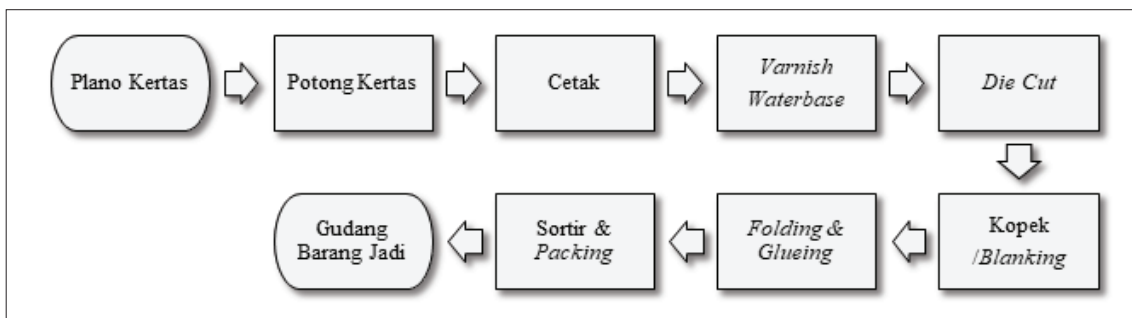 Plano Kertas
Potong Kertas
Cetak
Varnish
Waterbase
Die Cut
Kopek
/Blanking
Folding &
Glueing
Sortir &
Packing
Gudang
Barang Jadi